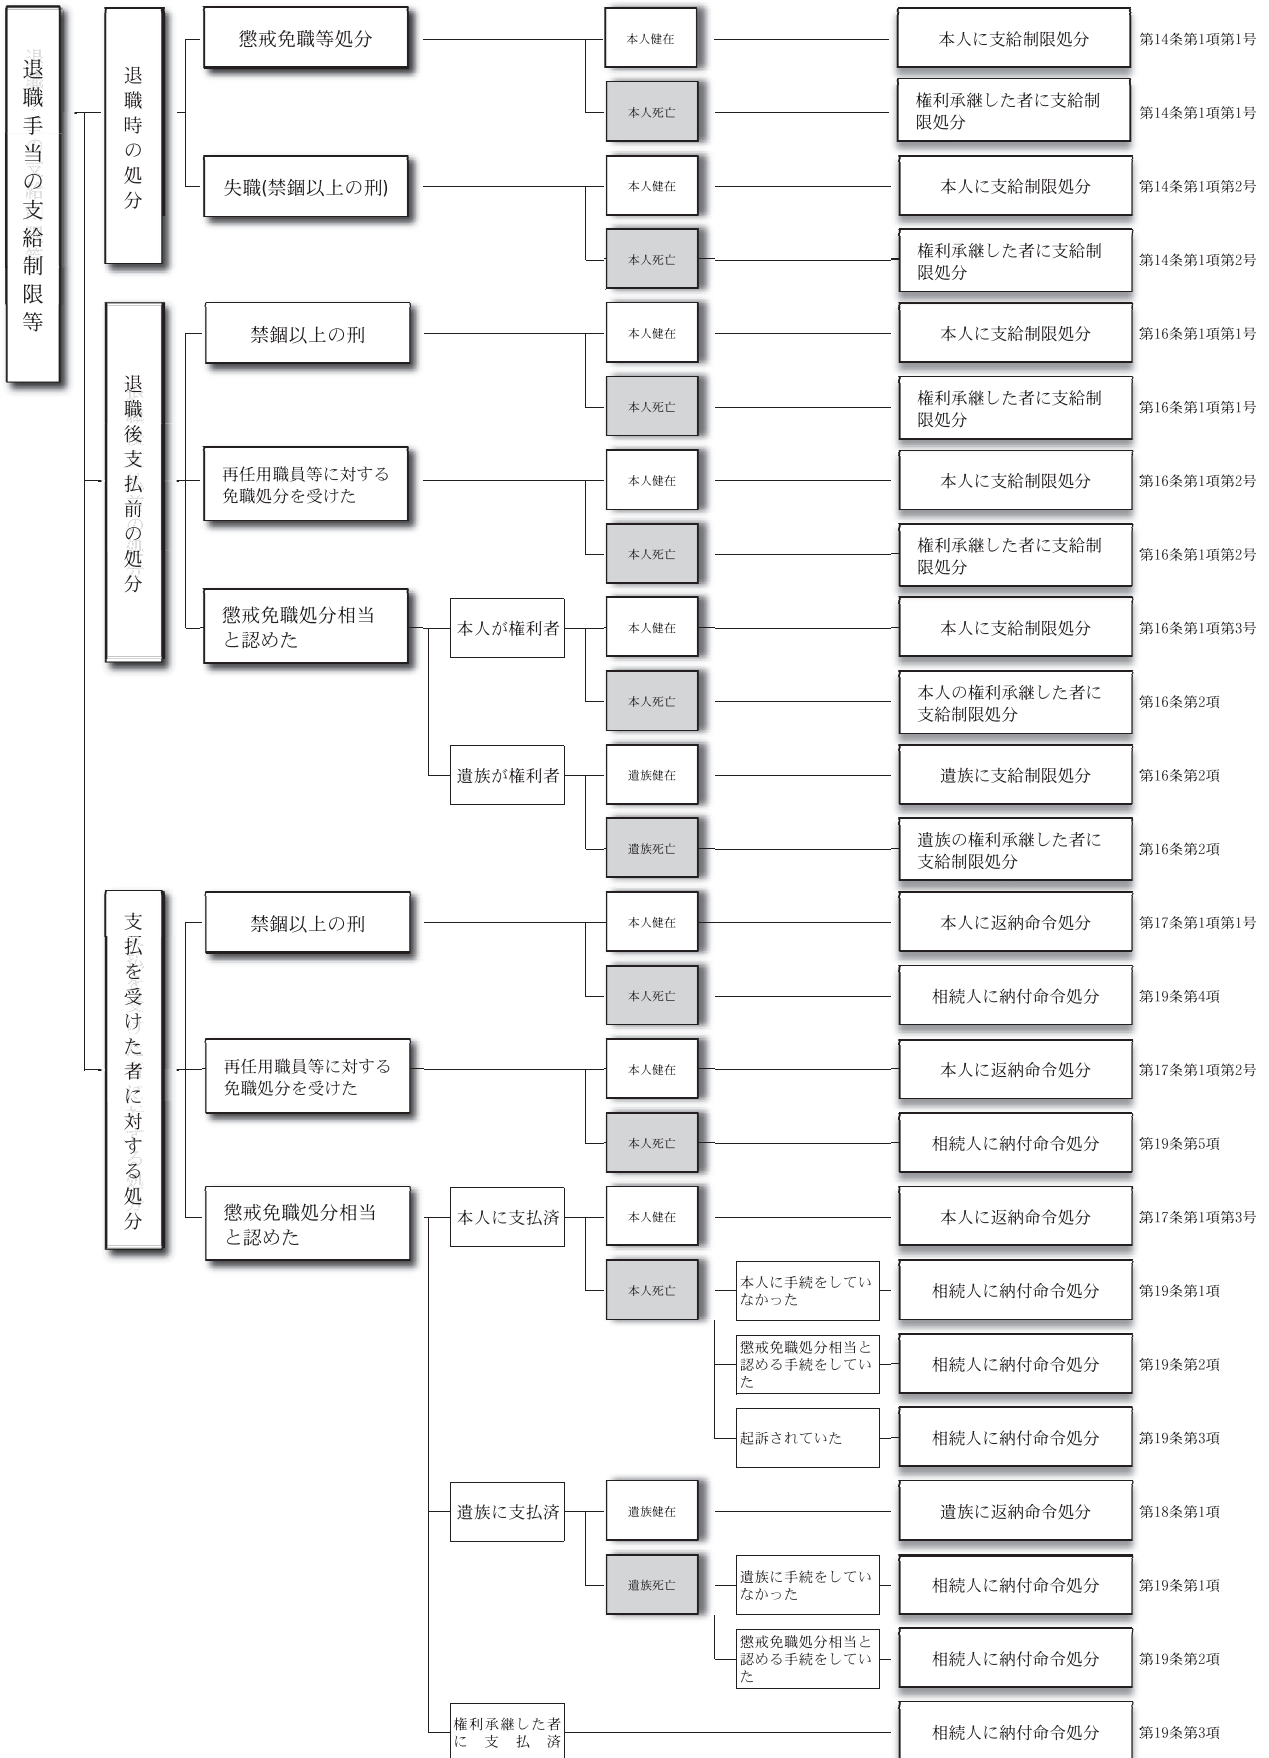 退職手当の支給制限等
退職時の処分
懲戒免職等処分
本人健在
本人に支給制限処分
第14条第1項第1号
本人死亡
権利承継した者に支給制
限処分
第14条第1項第1号
失職(禁錮以上の刑)
本人健在
本人に支給制限処分
第14条第1項第2号
本人死亡
権利承継した者に支給制
限処分
第14条第1項第2号
退職後支払前の処分
禁錮以上の刑
本人健在
本人に支給制限処分
第16条第1項第1号
本人死亡
権利承継した者に支給制
限処分
第16条第1項第1号
再任用職員等に対する
免職処分を受けた
本人健在
本人に支給制限処分
第16条第1項第2号
本人死亡
権利承継した者に支給制
限処分
第16条第1項第2号
懲戒免職処分相当
と認めた
本人が権利者
本人健在
本人に支給制限処分
第16条第1項第3号
本人死亡
本人の権利承継した者に
支給制限処分
第16条第2項
遺族が権利者
遺族健在
遺族に支給制限処分
第16条第2項
遺族死亡
遺族の権利承継した者に
支給制限処分
第16条第2項
支払を受けた者に対する処分
禁錮以上の刑
本人健在
本人に返納命令処分
第17条第1項第1号
本人死亡
相続人に納付命令処分
第19条第4項
再任用職員等に対する
免職処分を受けた
本人健在
本人に返納命令処分
第17条第1項第2号
本人死亡
相続人に納付命令処分
第19条第5項
懲戒免職処分相当
と認めた
本人に支払済
本人健在
本人に返納命令処分
第17条第1項第3号
本人死亡
本人に手続をしてい
なかった
相続人に納付命令処分
第19条第1項
懲戒免職処分相当と
認める手続をしてい
た
相続人に納付命令処分
第19条第2項
起訴されていた
相続人に納付命令処分
第19条第3項
遺族に支払済
遺族健在
遺族に返納命令処分
第18条第1項
遺族死亡
遺族に手続をしてい
なかった
相続人に納付命令処分
第19条第1項
懲戒免職処分相当と
認める手続をしてい
た
相続人に納付命令処分
第19条第2項
権利承継した者
に支払済
相続人に納付命令処分
第19条第3項